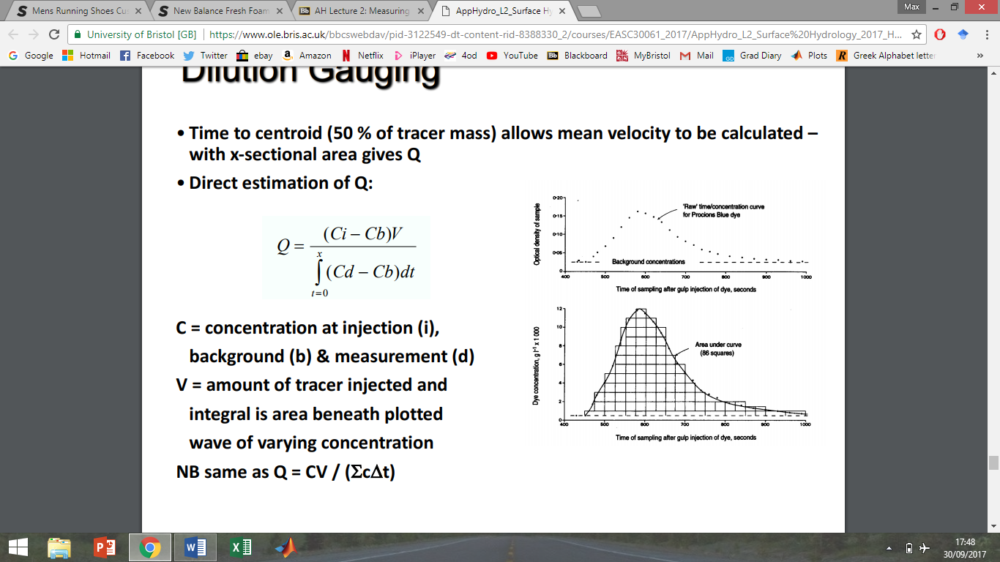 Mens Running Shoes Cus
New Balance Fresh Foam
AH Lecture 2: Measuring
AppHydro_L2_Surface Hy
Max
University of Bristol [GB]
https://www.ole.bris.ac.uk/bbcswebdav/pid-3122549-dt-content-rid-8388330_2/courses/EASC30061_2017/AppHydro_L2_Surface%20Hydrology_2017_H...
Google
Hotmail
Facebook
Twitter
ebay
Amazon
Netflix
iPlayer
4od
YouTube
Bb Blackboard
MyBristol
Mail
GD Grad Diary
Plots
R Greek Alphabet letter
»
Dilution Gauging
• Time to centroid (50 % of tracer mass) allows mean velocity to be calculated –
with x-sectional area gives Q
• Direct estimation of Q:
Q = (Ci – Cb)V / ∫ t=0 x (Cd – Cb)dt
C = concentration at injection (i),
background (b) & measurement (d)
V = amount of tracer injected and
integral is area beneath plotted
wave of varying concentration
NB same as Q = CV / (ΣcΔt)
Optical density of sample
0·20
0·15
0·10
0·05
0
'Raw' time/concentration curve
for Procions Blue dye
Background concentrations
400 500 600 700 800 900 1000
Time of sampling after gulp injection of dye, seconds
Dye concentration, g l⁻¹ x 1 000
12
10
8
6
4
2
0
Area under curve
(86 squares)
400 500 600 700 800 900 1000
Time of sampling after gulp injection of dye, seconds
17:48
30/09/2017